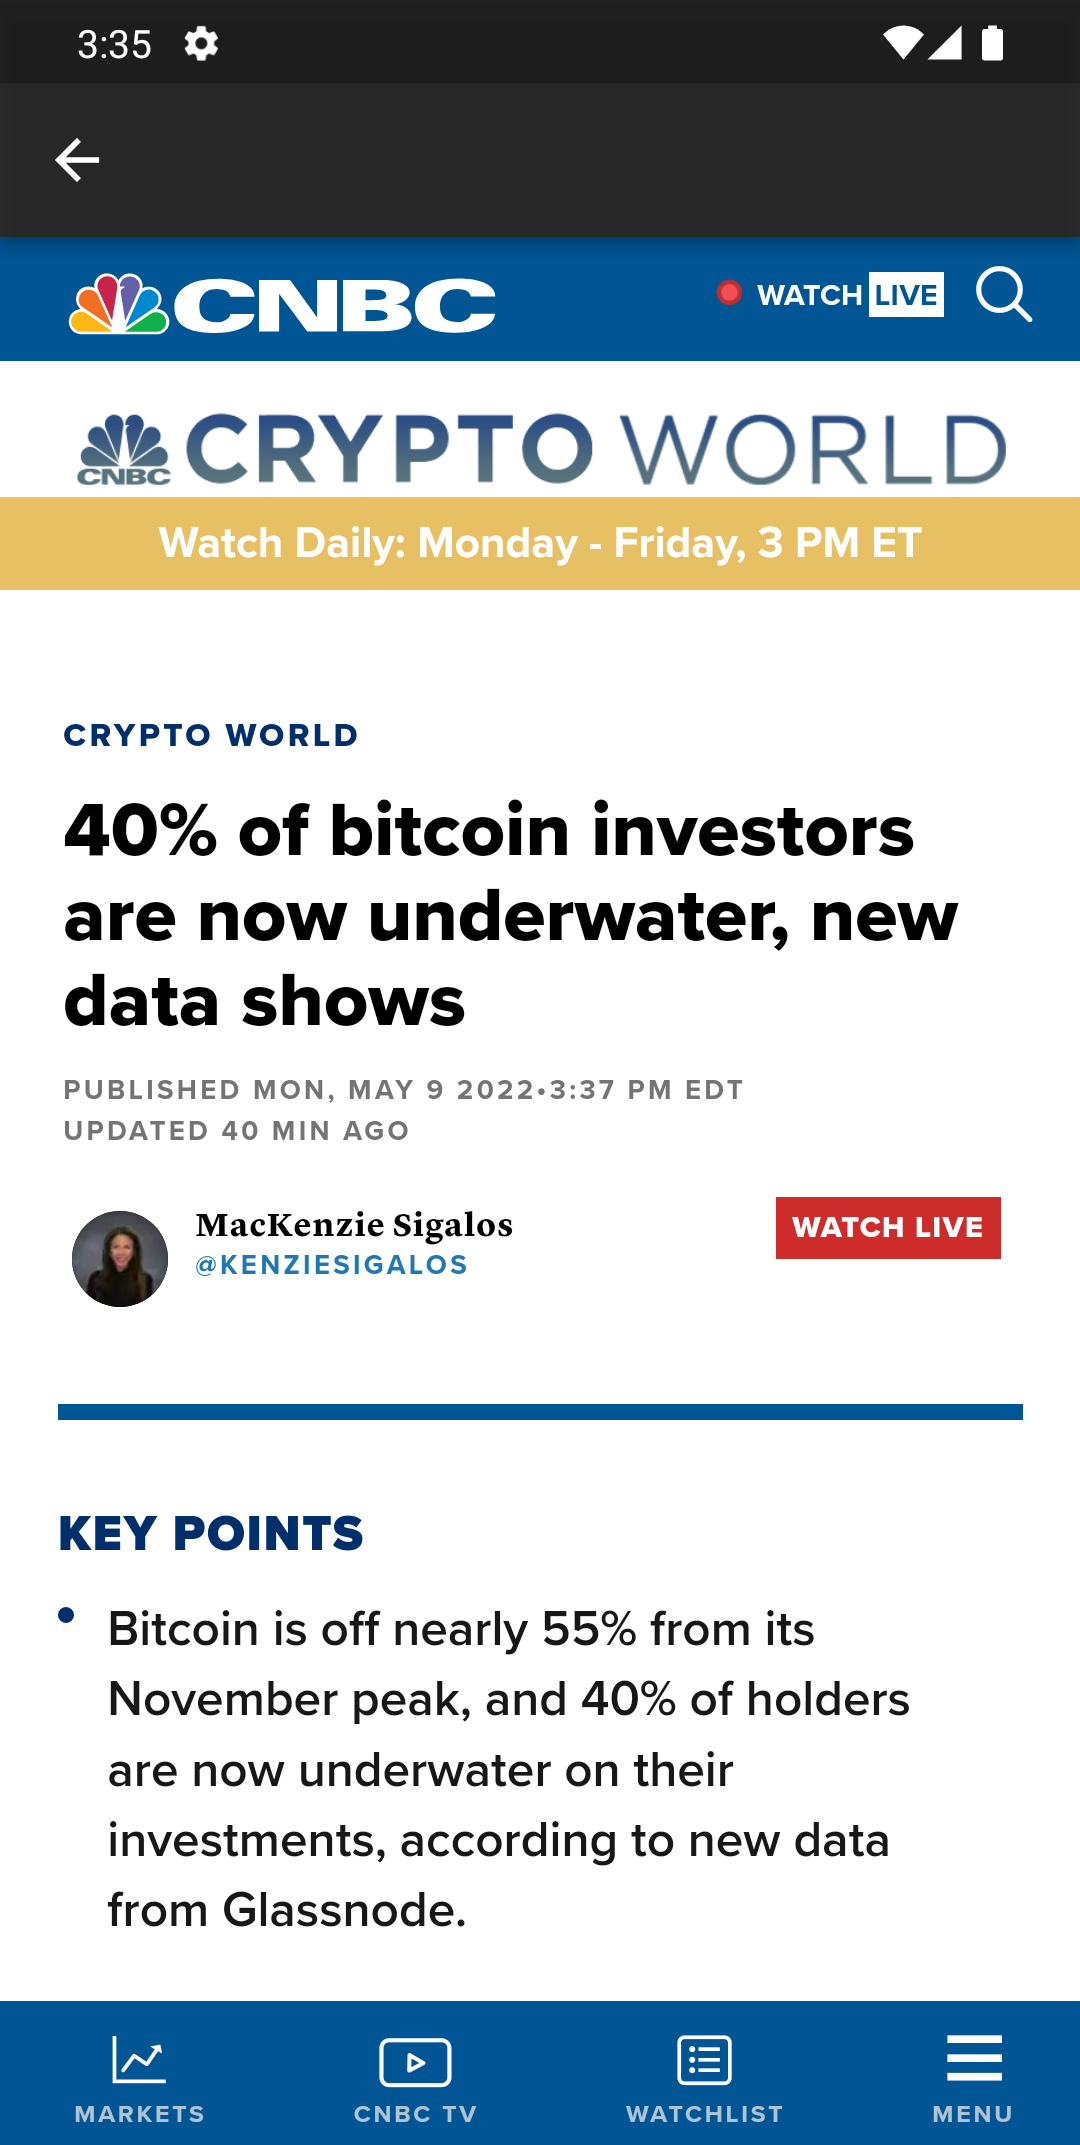 3:35
CNBC
WATCH LIVE
CNBC CRYPTO WORLD
Watch Daily: Monday - Friday, 3 PM ET
CRYPTO WORLD
40% of bitcoin investors
are now underwater, new
data shows
PUBLISHED MON, MAY 9 2022•3:37 PM EDT
UPDATED 40 MIN AGO
MacKenzie Sigalos
@KENZIESIGALOS
WATCH LIVE
KEY POINTS
• Bitcoin is off nearly 55% from its
November peak, and 40% of holders
are now underwater on their
investments, according to new data
from Glassnode.
MARKETS
CNBC TV
WATCHLIST
MENU